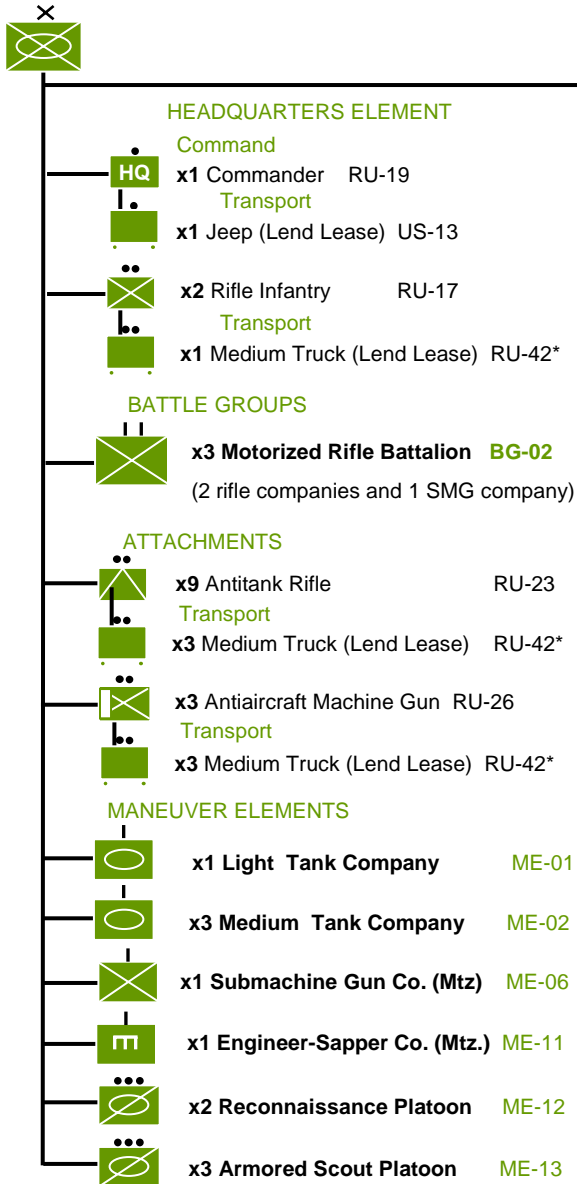 HEADQUARTERS ELEMENT
Command
HQ x1 Commander RU-19
Transport
x1 Jeep (Lend Lease) US-13
x2 Rifle Infantry RU-17
Transport
x1 Medium Truck (Lend Lease) RU-42*
BATTLE GROUPS
x3 Motorized Rifle Battalion BG-02
(2 rifle companies and 1 SMG company)
ATTACHMENTS
x9 Antitank Rifle RU-23
Transport
x3 Medium Truck (Lend Lease) RU-42*
x3 Antiaircraft Machine Gun RU-26
Transport
x3 Medium Truck (Lend Lease) RU-42*
MANEUVER ELEMENTS
x1 Light Tank Company ME-01
x3 Medium Tank Company ME-02
x1 Submachine Gun Co. (Mtz) ME-06
x1 Engineer-Sapper Co. (Mtz.) ME-11
x2 Reconnaissance Platoon ME-12
x3 Armored Scout Platoon ME-13